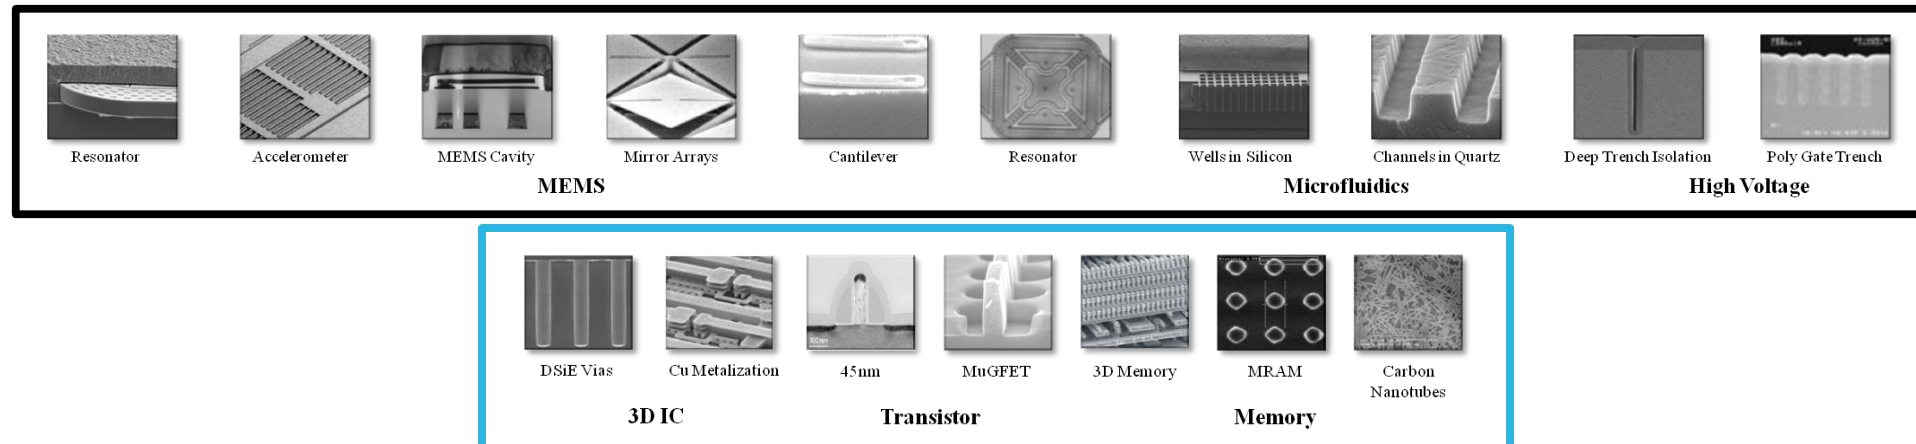 Resonator
Accelerometer
MEMS Cavity
Mirror Arrays
Cantilever
Resonator
Wells in Silicon
Channels in Quartz
Deep Trench Isolation
Poly Gate Trench
MEMS
Microfluidics
High Voltage
100nm
DSiE Vias
Cu Metalization
45nm
MuGFET
3D Memory
MRAM
Carbon
Nanotubes
3D IC
Transistor
Memory